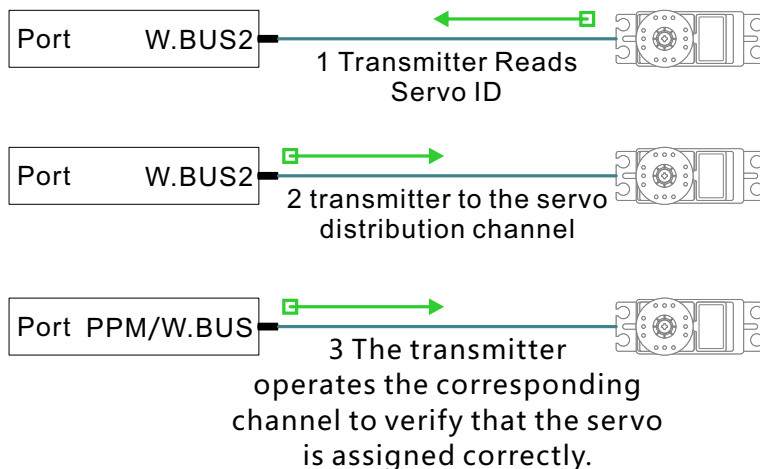 Port W.BUS2
1 Transmitter Reads
Servo ID
Port W.BUS2
2 transmitter to the servo
distribution channel
Port PPM/W.BUS
3 The transmitter
operates the corresponding
channel to verify that the servo
is assigned correctly.